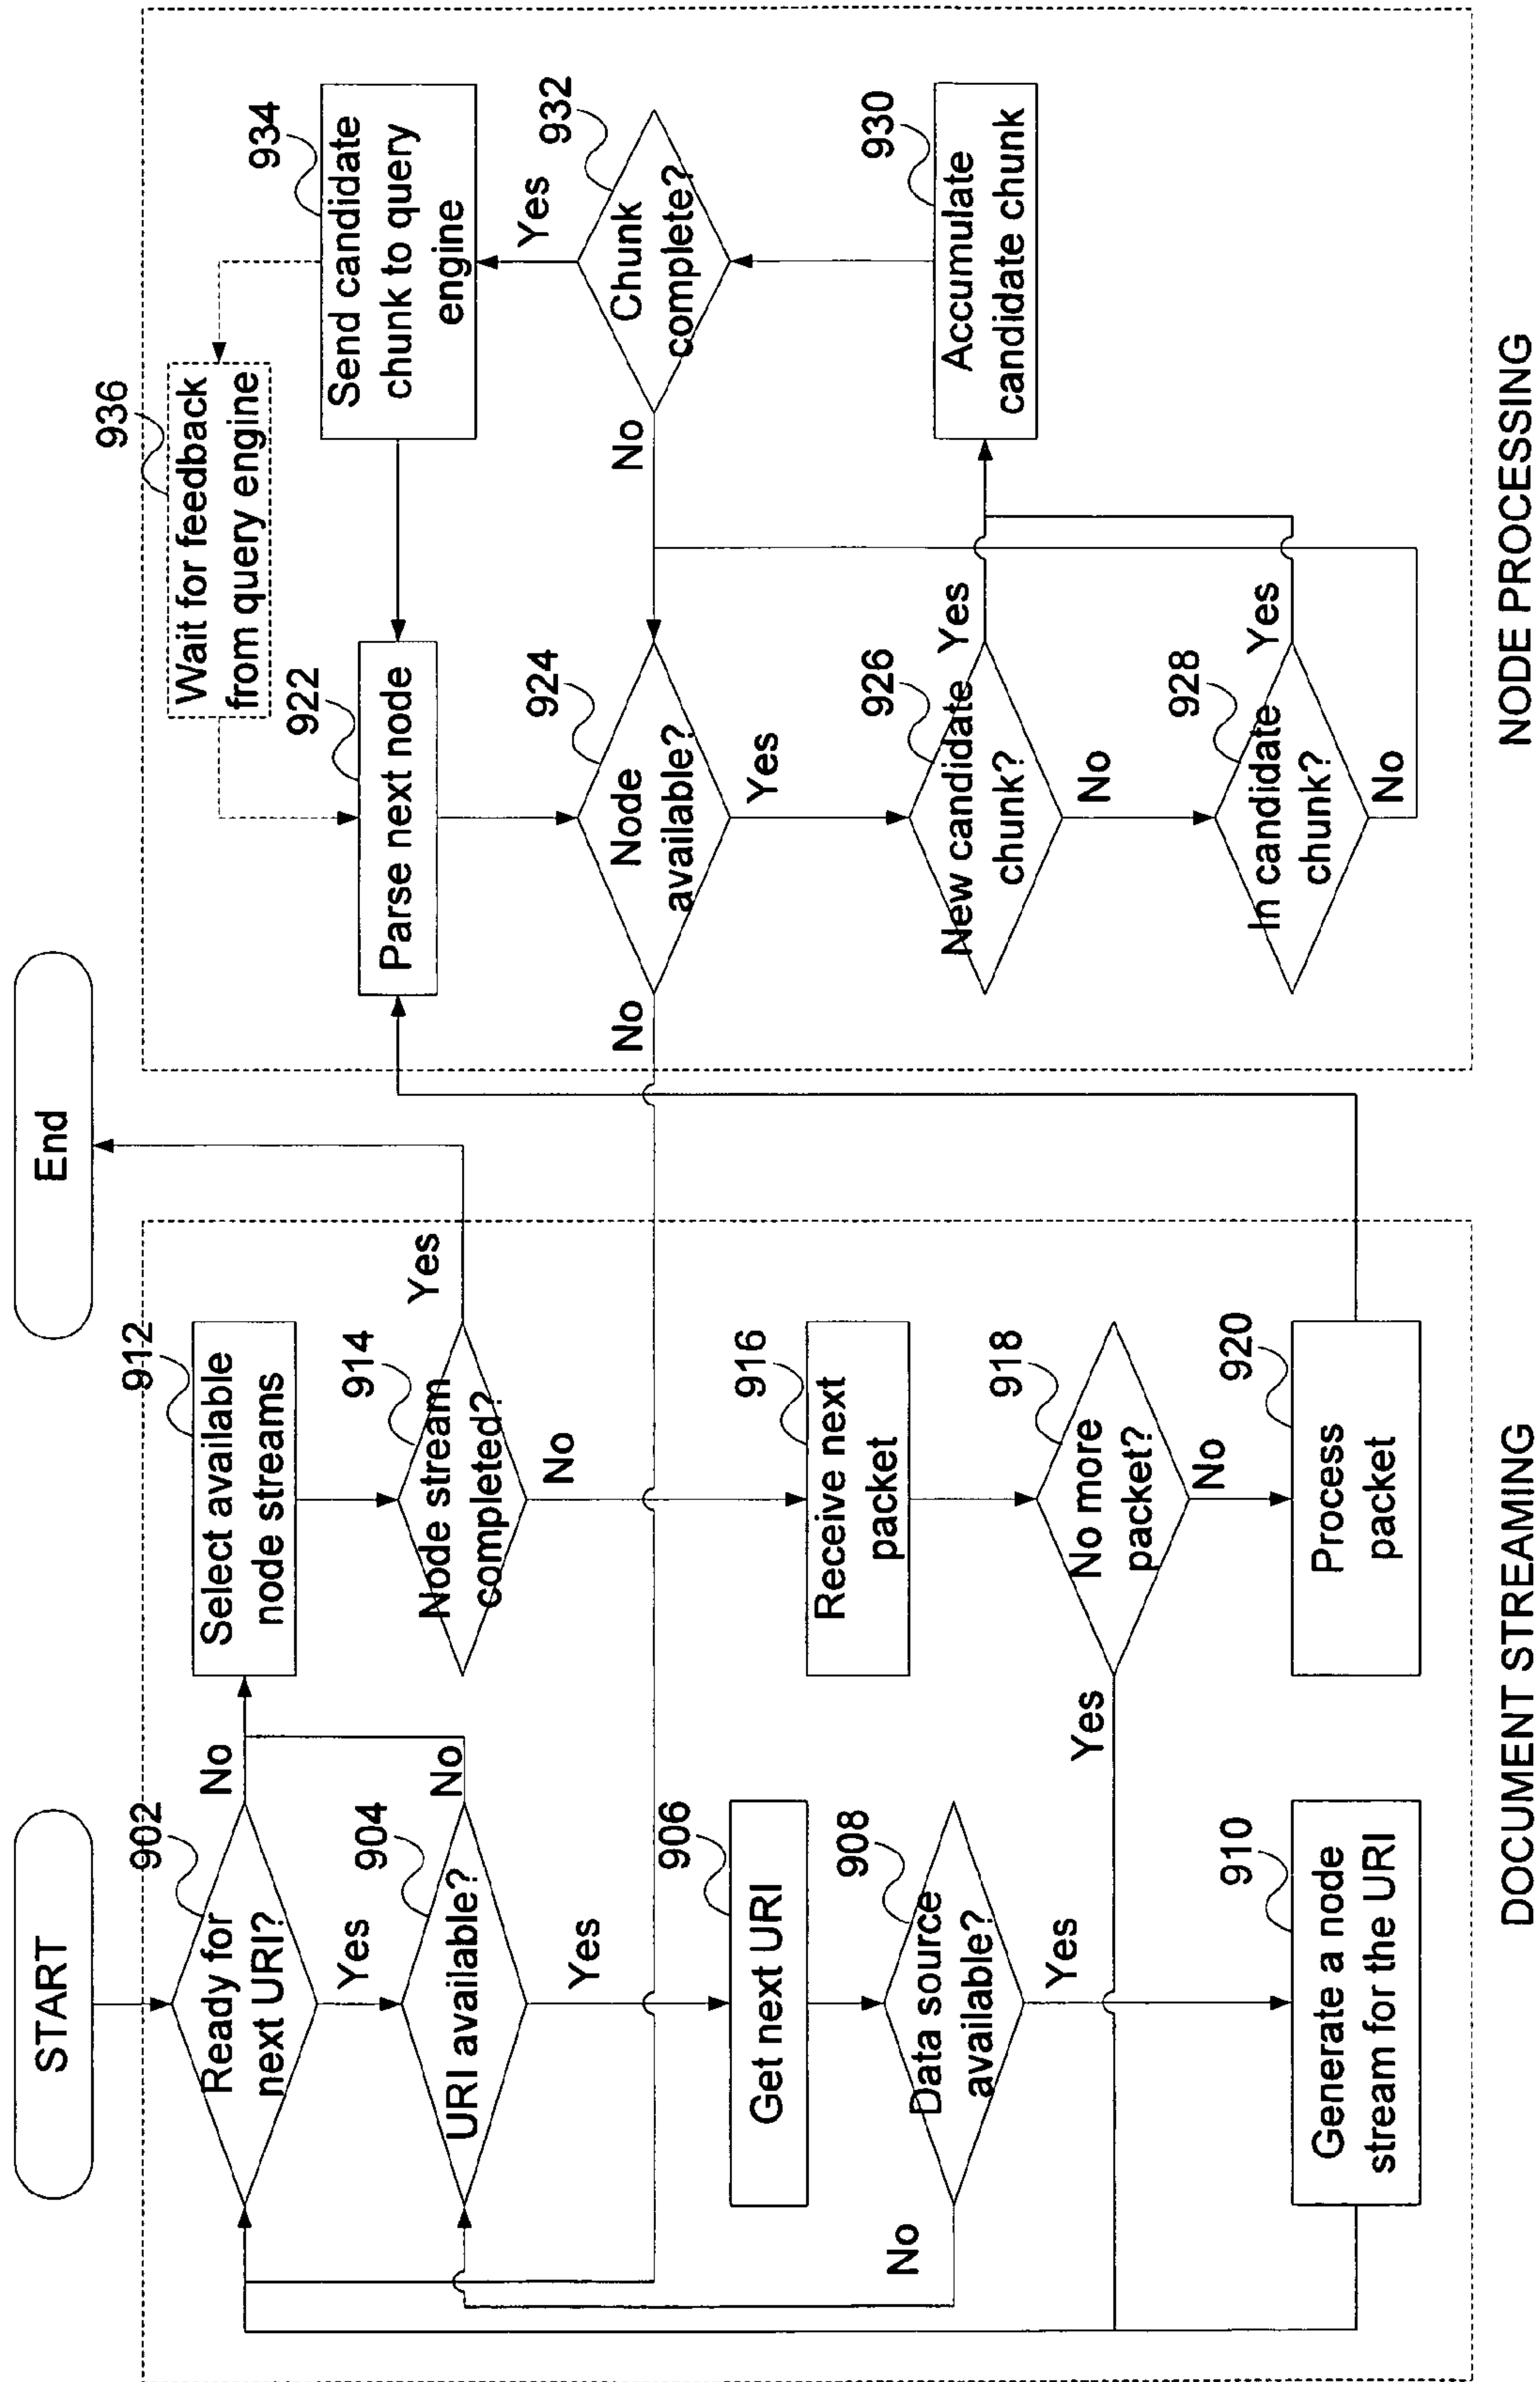 START
End
902
Ready for
next URI?
No
Yes
904
URI available?
No
Yes
906
Get next URI
908
Data source
available?
No
Yes
910
Generate a node
stream for the URI
912
Select available
node streams
914
Node stream
completed?
Yes
No
916
Receive next
packet
918
No more
packet?
Yes
No
920
Process
packet
DOCUMENT STREAMING
936
Wait for feedback
from query engine
922
Parse next node
924
Node
available?
No
Yes
926
New candidate
chunk?
Yes
No
928
In candidate
chunk?
Yes
No
934
Send candidate
chunk to query
engine
Yes
932
Chunk
complete?
No
930
Accumulate
candidate chunk
NODE PROCESSING